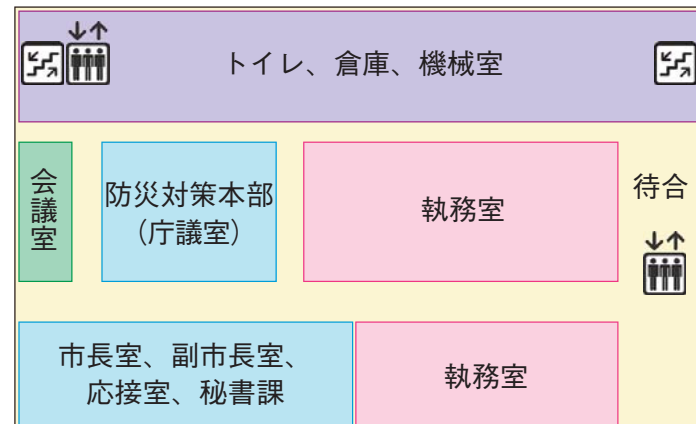 トイレ、倉庫、機械室
会議室
防災対策本部
（庁議室）
執務室
待合
市長室、副市長室、
応接室、秘書課
執務室